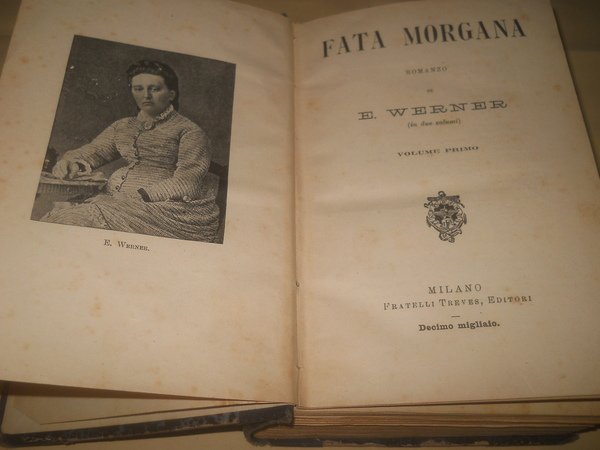 E. WERNER.
FATA MORGANA
ROMANZO
DI
E. WERNER
(in due volumi)
VOLUME PRIMO
MILANO
FRATELLI TREVES, EDITORI
Decimo migliaio.